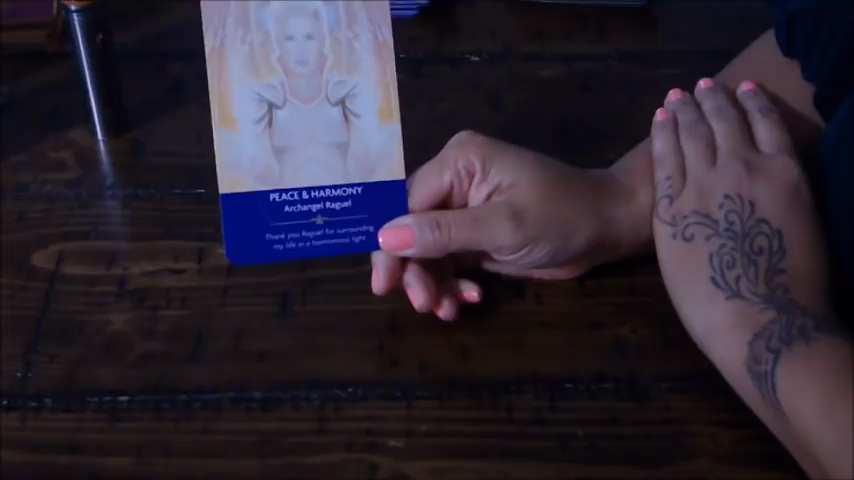 PEACE & HARMONY
Archangel Raguel
Thank you Raguel for surrounding
my life in a harmonious light